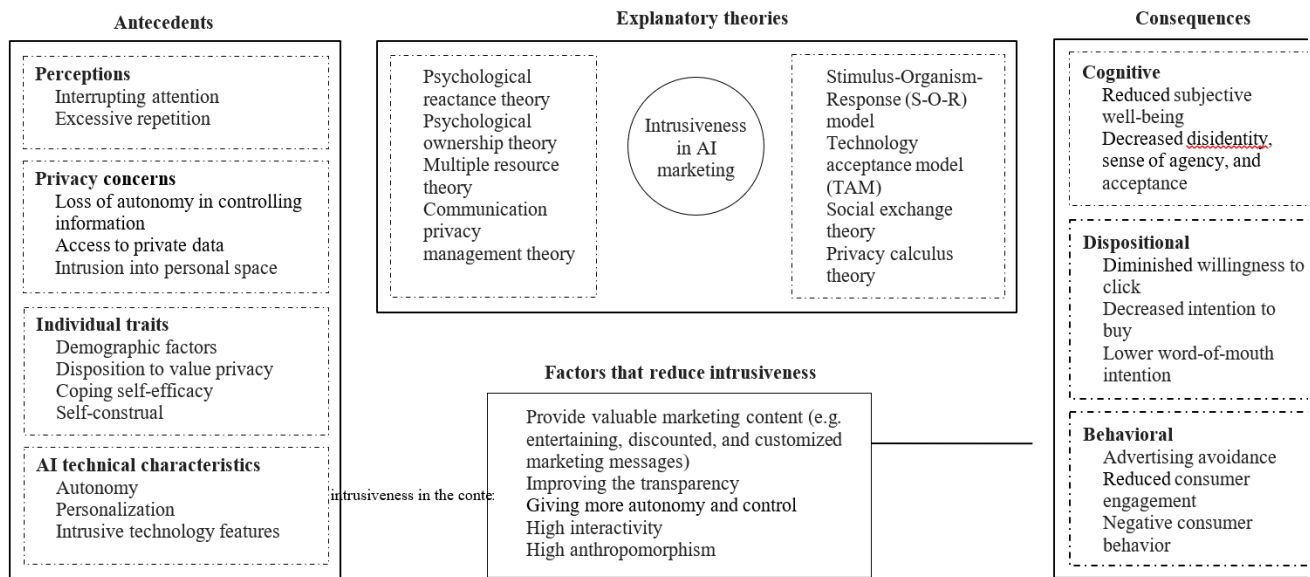 Antecedents
Perceptions
Interrupting attention
Excessive repetition
Privacy concerns
Loss of autonomy in controlling
information
Access to private data
Intrusion into personal space
Individual traits
Demographic factors
Disposition to value privacy
Coping self-efficacy
Self-construal
AI technical characteristics
Autonomy
Personalization
Intrusive technology features
Explanatory theories
Psychological
reactance theory
Psychological
ownership theory
Multiple resource
theory
Communication
privacy
management theory
Intrusiveness
in AI
marketing
Stimulus-Organism-
Response (S-O-R)
model
Technology
acceptance model
(TAM)
Social exchange
theory
Privacy calculus
theory
Factors that reduce intrusiveness
Provide valuable marketing content (e.g.
entertaining, discounted, and customized
marketing messages)
Improving the transparency
Giving more autonomy and control
High interactivity
High anthropomorphism
intrusiveness in the conte
Consequences
Cognitive
Reduced subjective
well-being
Decreased disidentity,
sense of agency, and
acceptance
Dispositional
Diminished willingness to
click
Decreased intention to
buy
Lower word-of-mouth
intention
Behavioral
Advertising avoidance
Reduced consumer
engagement
Negative consumer
behavior